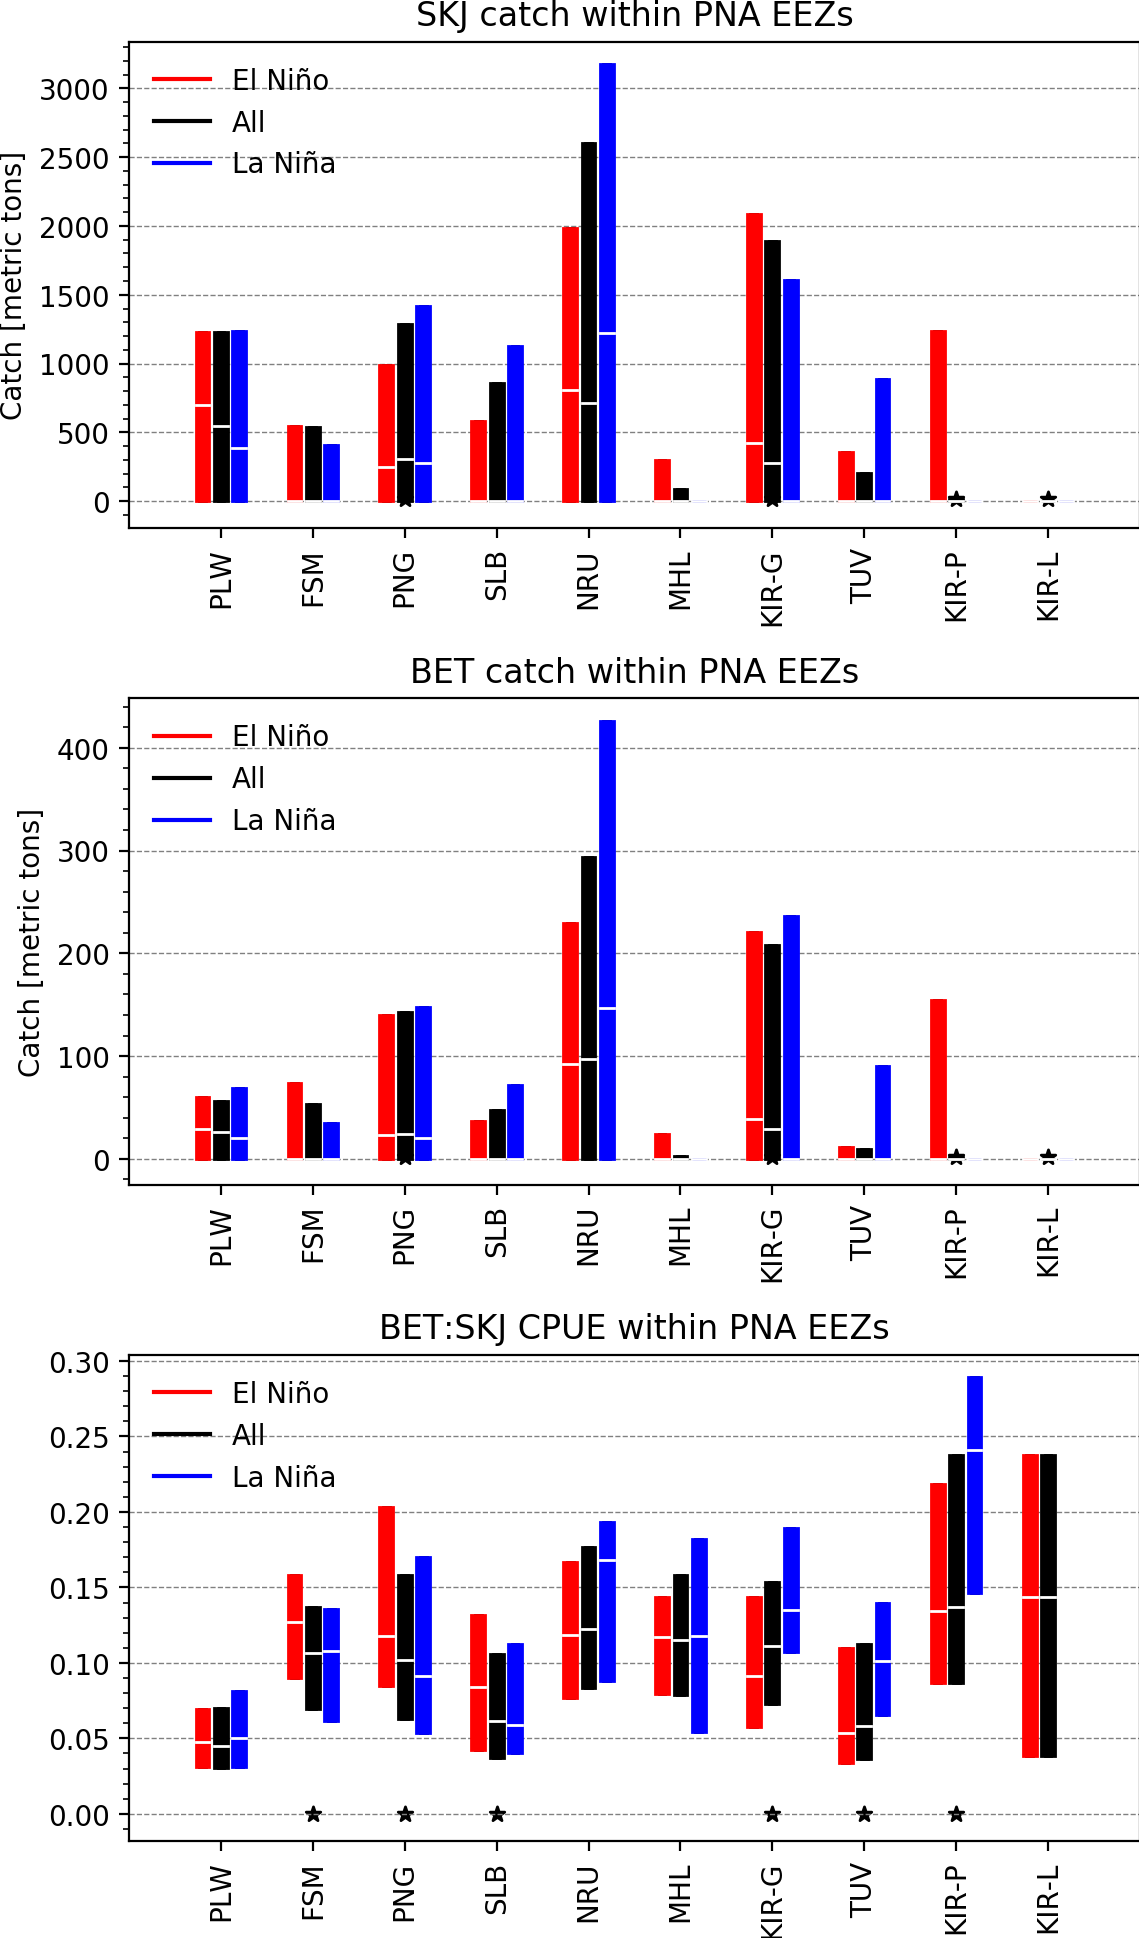 SKJ catch within PNA EEZs
Catch [metric tons]
3000
2500
2000
1500
1000
500
0
El Niño
All
La Niña
PLW FSM PNG SLB NRU MHL KIR-G TUV KIR-P KIR-L
BET catch within PNA EEZs
Catch [metric tons]
400
300
200
100
0
El Niño
All
La Niña
PLW FSM PNG SLB NRU MHL KIR-G TUV KIR-P KIR-L
BET:SKJ CPUE within PNA EEZs
0.30
0.25
0.20
0.15
0.10
0.05
0.00
El Niño
All
La Niña
PLW FSM PNG SLB NRU MHL KIR-G TUV KIR-P KIR-L